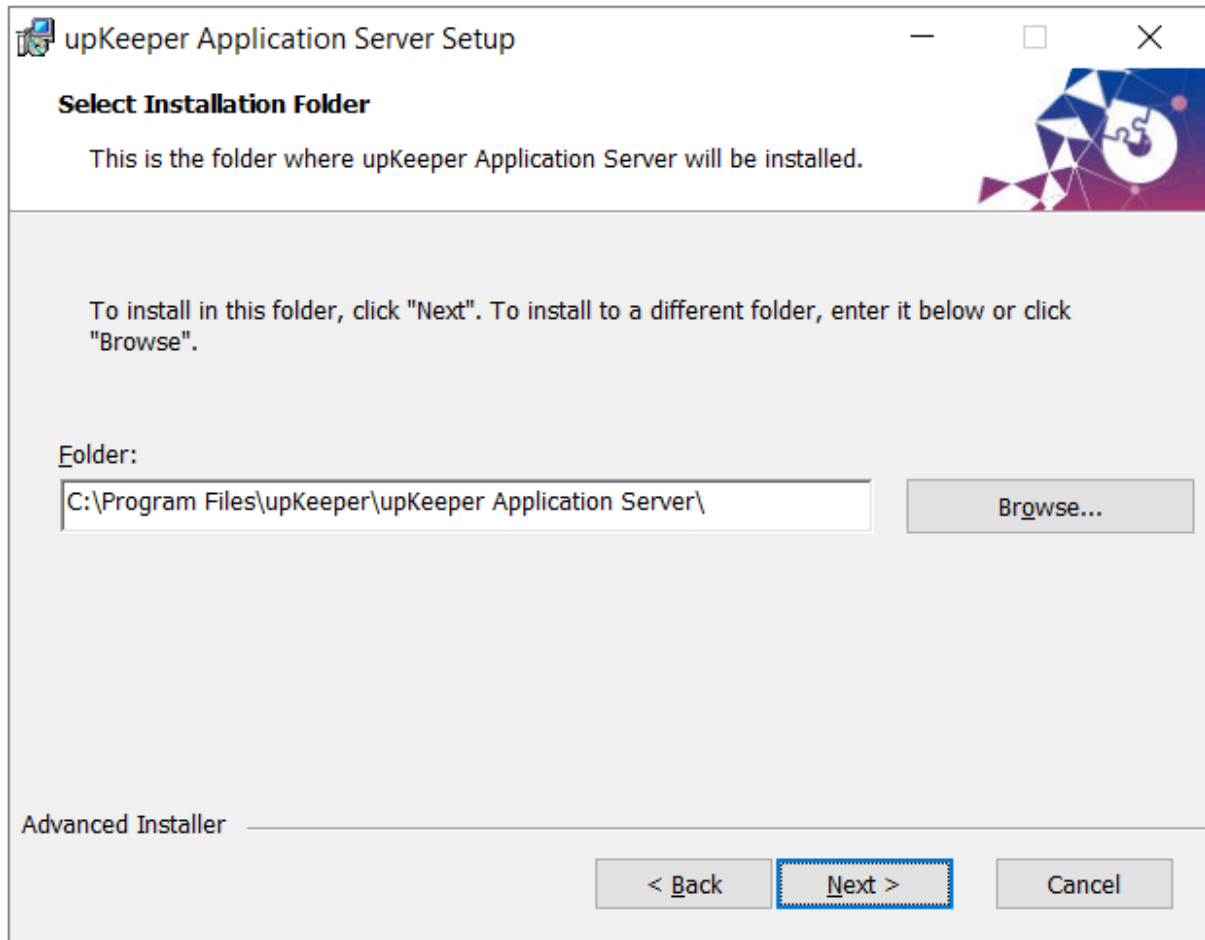 upKeeper Application Server Setup
Select Installation Folder
This is the folder where upKeeper Application Server will be installed.
To install in this folder, click "Next". To install to a different folder, enter it below or click
"Browse".
Folder:
C:\Program Files\upKeeper\upKeeper Application Server\
Browse...
Advanced Installer
< Back
Next >
Cancel